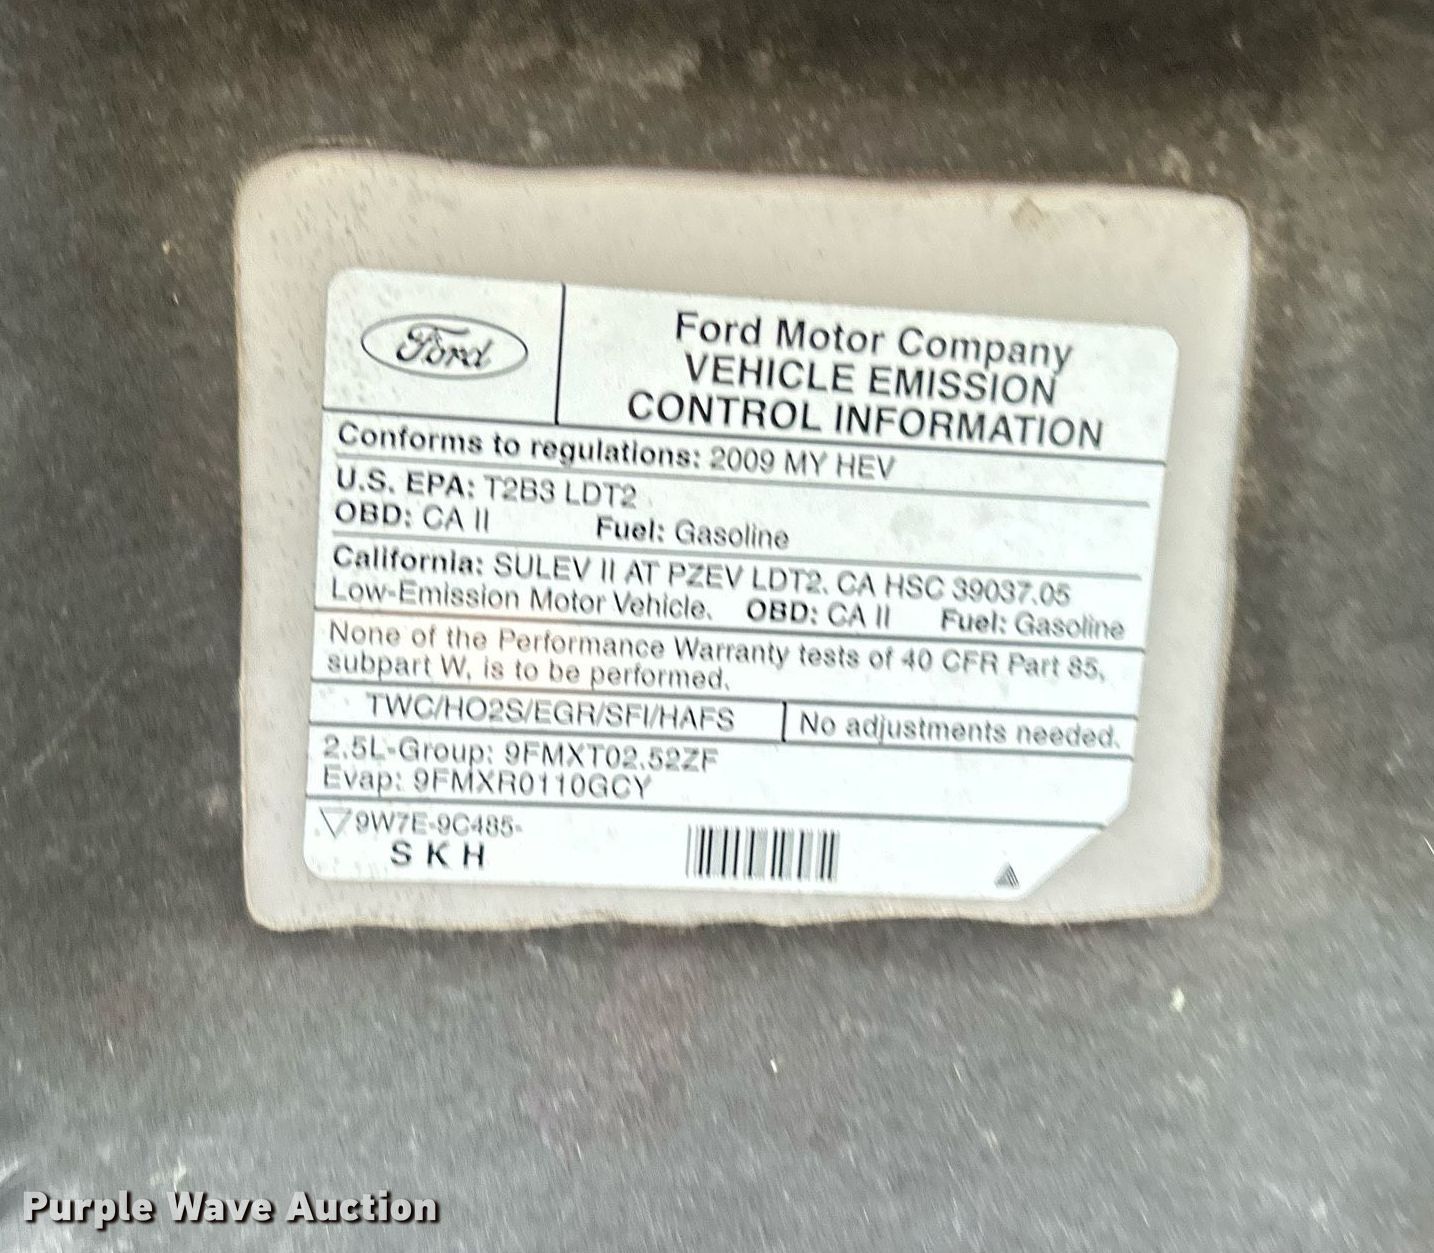 Ford
Ford Motor Company
VEHICLE EMISSION
CONTROL INFORMATION
Conforms to regulations: 2009 MY HEV
U.S. EPA: T2B3 LDT2
OBD: CA II Fuel: Gasoline
California: SULEV II AT PZEV LDT2. CA HSC 39037.05
Low-Emission Motor Vehicle. OBD: CA II Fuel: Gasoline
None of the Performance Warranty tests of 40 CFR Part 85,
subpart W, is to be performed.
TWC/HO2S/EGR/SFI/HAFS No adjustments needed.
2.5L-Group: 9FMXT02.52ZF
Evap: 9FMXR0110GCY
9W7E-9C485-
S K H
Purple Wave Auction